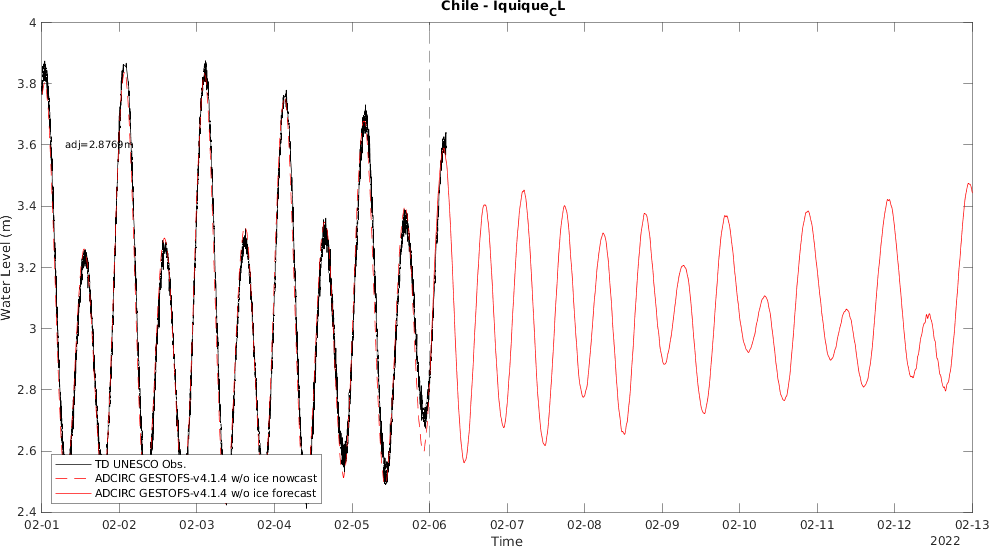 Chile - Iquique_CL
4
3.8
3.6
3.4
3.2
3
2.8
2.6
2.4
Water Level (m)
adj=2.8769m
TD UNESCO Obs.
ADCIRC GESTOFS-v4.1.4 w/o ice nowcast
ADCIRC GESTOFS-v4.1.4 w/o ice forecast
02-01 02-02 02-03 02-04 02-05 02-06 02-07 02-08 02-09 02-10 02-11 02-12 02-13
Time
2022